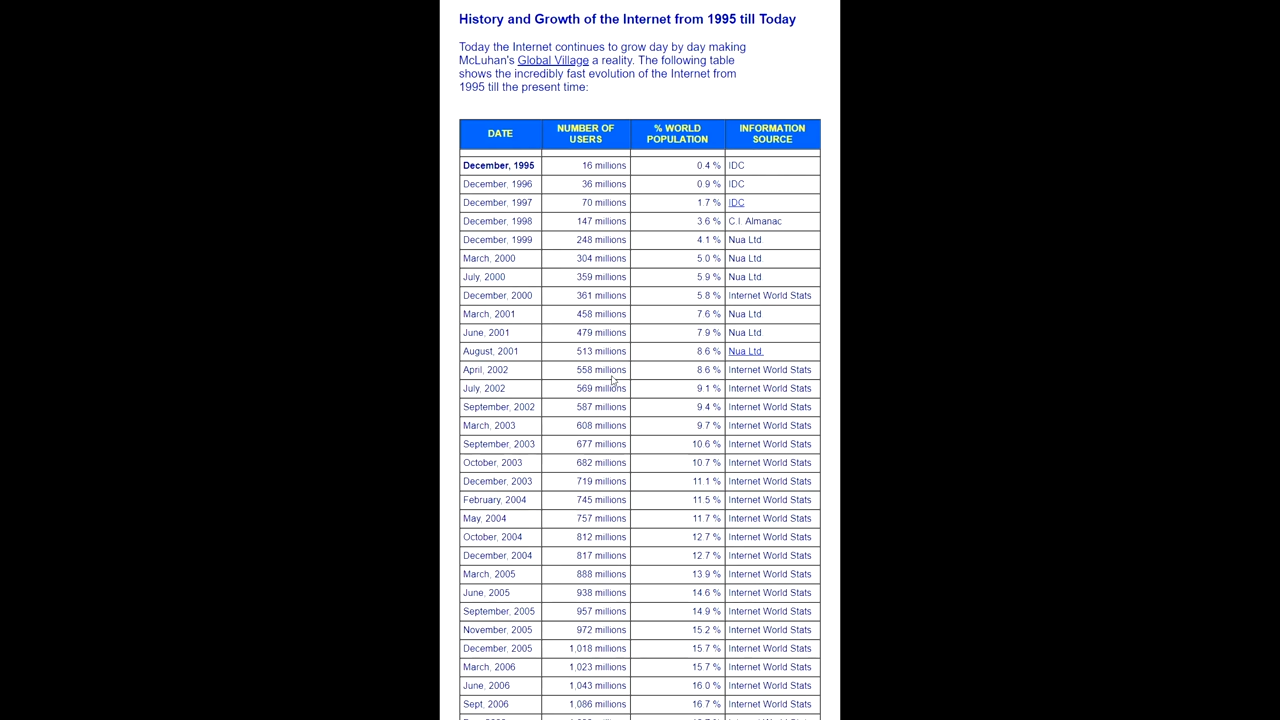 History and Growth of the Internet from 1995 till Today
Today the Internet continues to grow day by day making
McLuhan's Global Village a reality. The following table
shows the incredibly fast evolution of the Internet from
1995 till the present time:
DATE NUMBER OF USERS % WORLD POPULATION INFORMATION SOURCE
December, 1995 16 millions 0.4 % IDC
December, 1996 36 millions 0.9 % IDC
December, 1997 70 millions 1.7 % IDC
December, 1998 147 millions 3.6 % C.I. Almanac
December, 1999 248 millions 4.1 % Nua Ltd
March, 2000 304 millions 5.0 % Nua Ltd
July, 2000 359 millions 5.9 % Nua Ltd
December, 2000 361 millions 5.8 % Internet World Stats
March, 2001 458 millions 7.6 % Nua Ltd
June, 2001 479 millions 7.9 % Nua Ltd
August, 2001 513 millions 8.6 % Nua Ltd
April, 2002 558 millions 8.6 % Internet World Stats
July, 2002 569 millions 9.1 % Internet World Stats
September, 2002 587 millions 9.4 % Internet World Stats
March, 2003 608 millions 9.7 % Internet World Stats
September, 2003 677 millions 10.6 % Internet World Stats
October, 2003 682 millions 10.7 % Internet World Stats
December, 2003 719 millions 11.1 % Internet World Stats
February, 2004 745 millions 11.5 % Internet World Stats
May, 2004 757 millions 11.7 % Internet World Stats
October, 2004 812 millions 12.7 % Internet World Stats
December, 2004 817 millions 12.7 % Internet World Stats
March, 2005 888 millions 13.9 % Internet World Stats
June, 2005 938 millions 14.6 % Internet World Stats
September, 2005 957 millions 14.9 % Internet World Stats
November, 2005 972 millions 15.2 % Internet World Stats
December, 2005 1,018 millions 15.7 % Internet World Stats
March, 2006 1,023 millions 15.7 % Internet World Stats
June, 2006 1,043 millions 16.0 % Internet World Stats
Sept, 2006 1,086 millions 16.7 % Internet World Stats